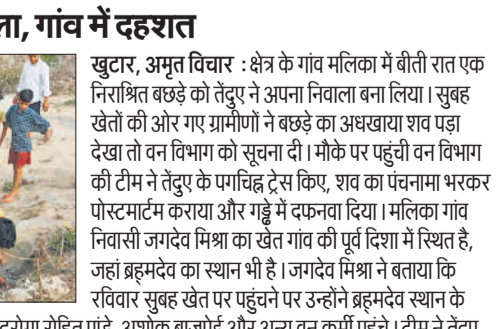 ला, गांव में दहशत
खुटार, अमृत विचार : क्षेत्र के गांव मलिका में बीती रात एक
निराश्रित बछड़े को तेंदुए ने अपना निवाला बना लिया। सुबह
खेतों की ओर गए ग्रामीणों ने बछड़े का अधखाया शव पड़ा
देखा तो वन विभाग को सूचना दी। मौके पर पहुंची वन विभाग
की टीम ने तेंदुए के पगचिह्न ट्रेस किए, शव का पंचनामा भरकर
पोस्टमार्टम कराया और गड्ढे में दफनवा दिया। मलिका गांव
निवासी जगदेव मिश्रा का खेत गांव की पूर्व दिशा में स्थित है,
जहां ब्रह्मदेव का स्थान भी है। जगदेव मिश्रा ने बताया कि
रविवार सुबह खेत पर पहुंचने पर उन्होंने ब्रह्मदेव स्थान के